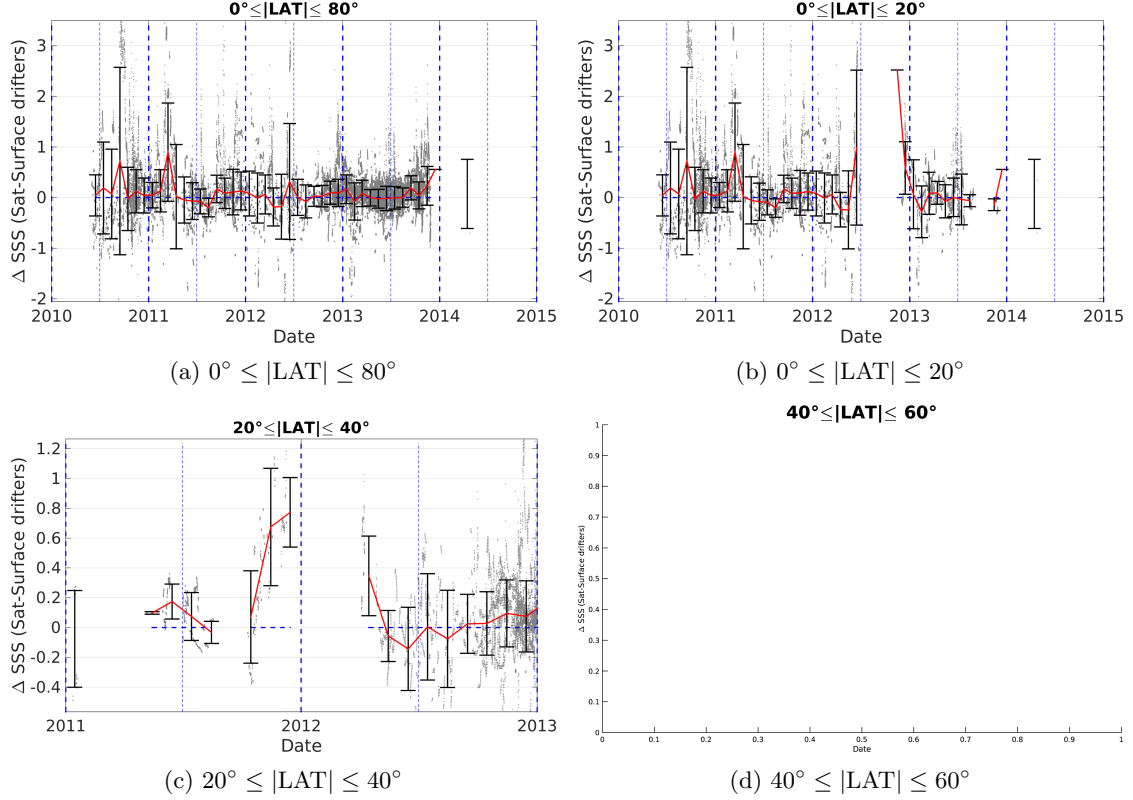 0°≤|LAT|≤ 80°
3
2
1
0
-1
-2
Δ SSS (Sat-Surface drifters)
2010 2011 2012 2013 2014 2015
Date
(a) 0° ≤ |LAT| ≤ 80°
0°≤|LAT|≤ 20°
3
2
1
0
-1
-2
Δ SSS (Sat-Surface drifters)
2010 2011 2012 2013 2014 2015
Date
(b) 0° ≤ |LAT| ≤ 20°
20°≤|LAT|≤ 40°
1.2
1
0.8
0.6
0.4
0.2
0
-0.2
-0.4
Δ SSS (Sat-Surface drifters)
2011 2012 2013
Date
(c) 20° ≤ |LAT| ≤ 40°
40°≤|LAT|≤ 60°
1
0.9
0.8
0.7
0.6
0.5
0.4
0.3
0.2
0.1
0
Δ SSS (Sat-Surface drifters)
0 0.1 0.2 0.3 0.4 0.5 0.6 0.7 0.8 0.9 1
Date
(d) 40° ≤ |LAT| ≤ 60°